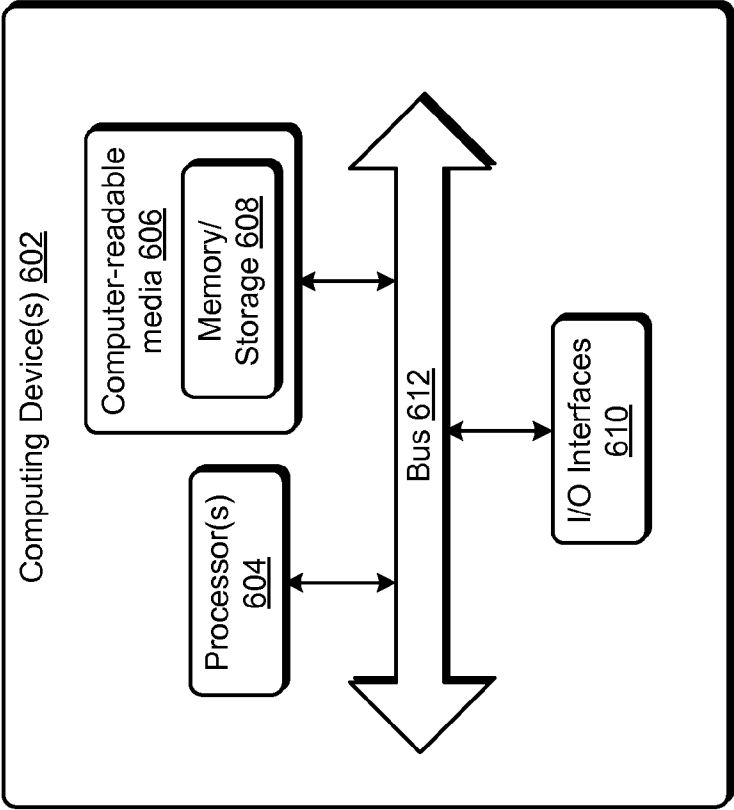 Computing Device(s) 602
Processor(s)
604
Computer-readable
media 606
Memory/
Storage 608
Bus 612
I/O Interfaces
610